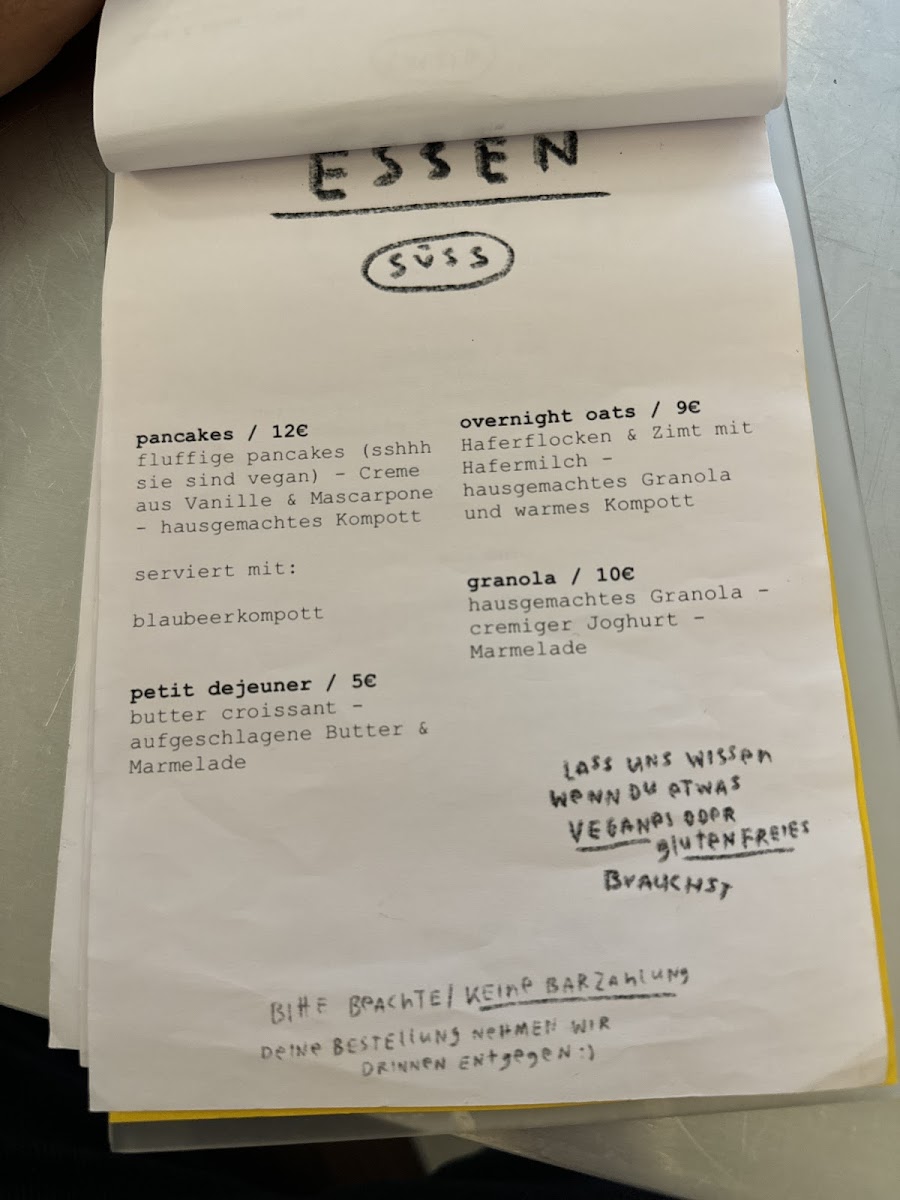 ESSEN
SÜSS
pancakes / 12€
fluffige pancakes (sshhh
sie sind vegan) - Creme
aus Vanille & Mascarpone
- hausgemachtes Kompott
serviert mit:
blaubeerkompott
petit dejeuner / 5€
butter croissant -
aufgeschlagene Butter &
Marmelade
overnight oats / 9€
Haferflocken & Zimt mit
Hafermilch -
hausgemachtes Granola
und warmes Kompott
granola / 10€
hausgemachtes Granola -
cremiger Joghurt -
Marmelade
LASS UNS WISSEN
WENN DU ETWAS
VEGANES ODER
glutenFREIES
BRAUCHST
BITTE BEACHTE/ KEINE BARZAHLUNG
DEINE BESTELLUNG NEHMEN WIR
DRINNEN ENTGEGEN :)